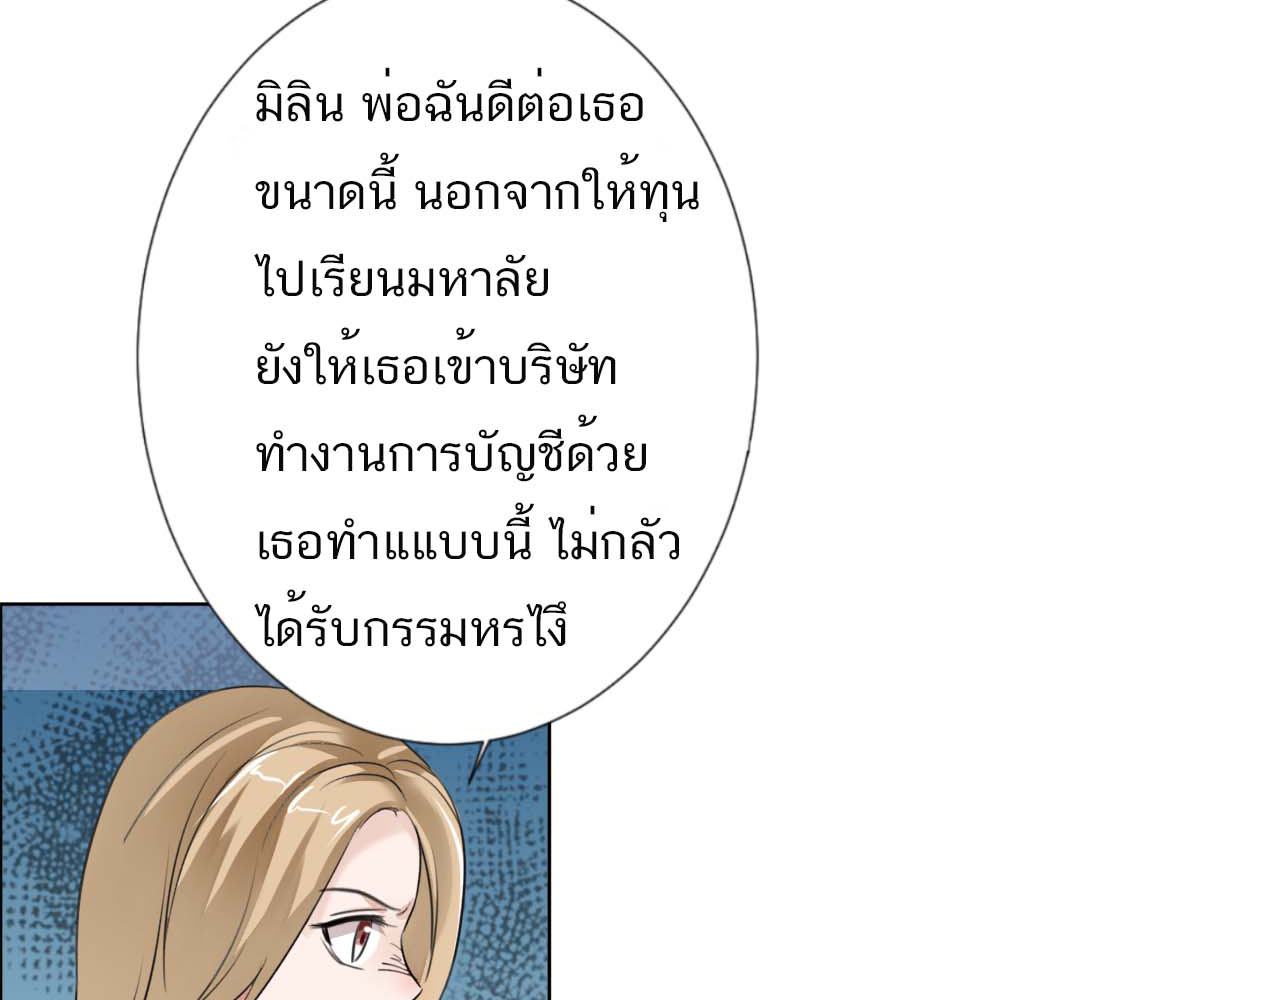 มิลิน พ่อฉันดีต่อเธอ
ขนาดนี้ นอกจากให้ทุน
ไปเรียนมหาลัย
ยังให้เธอเข้าบริษัท
ทำงานการบัญชีด้วย
เธอทำแแบบนี้ ไม่กลัว
ได้รับกรรมหรไงึ